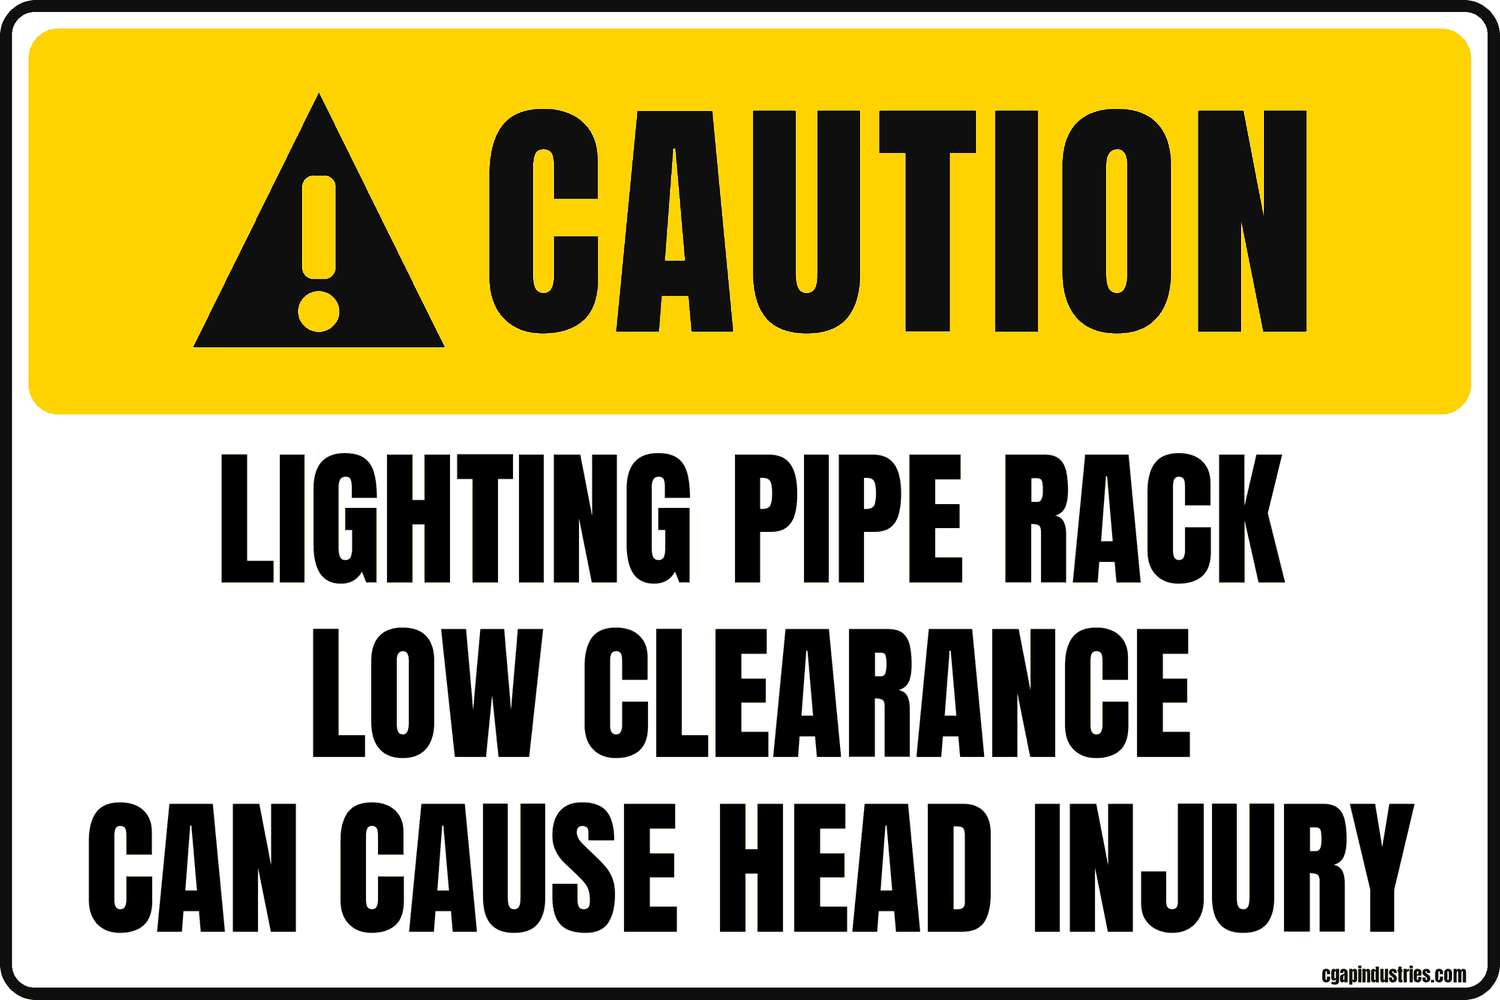 CAUTION
LIGHTING PIPE RACK
LOW CLEARANCE
CAN CAUSE HEAD INJURY
cgapindustries.com